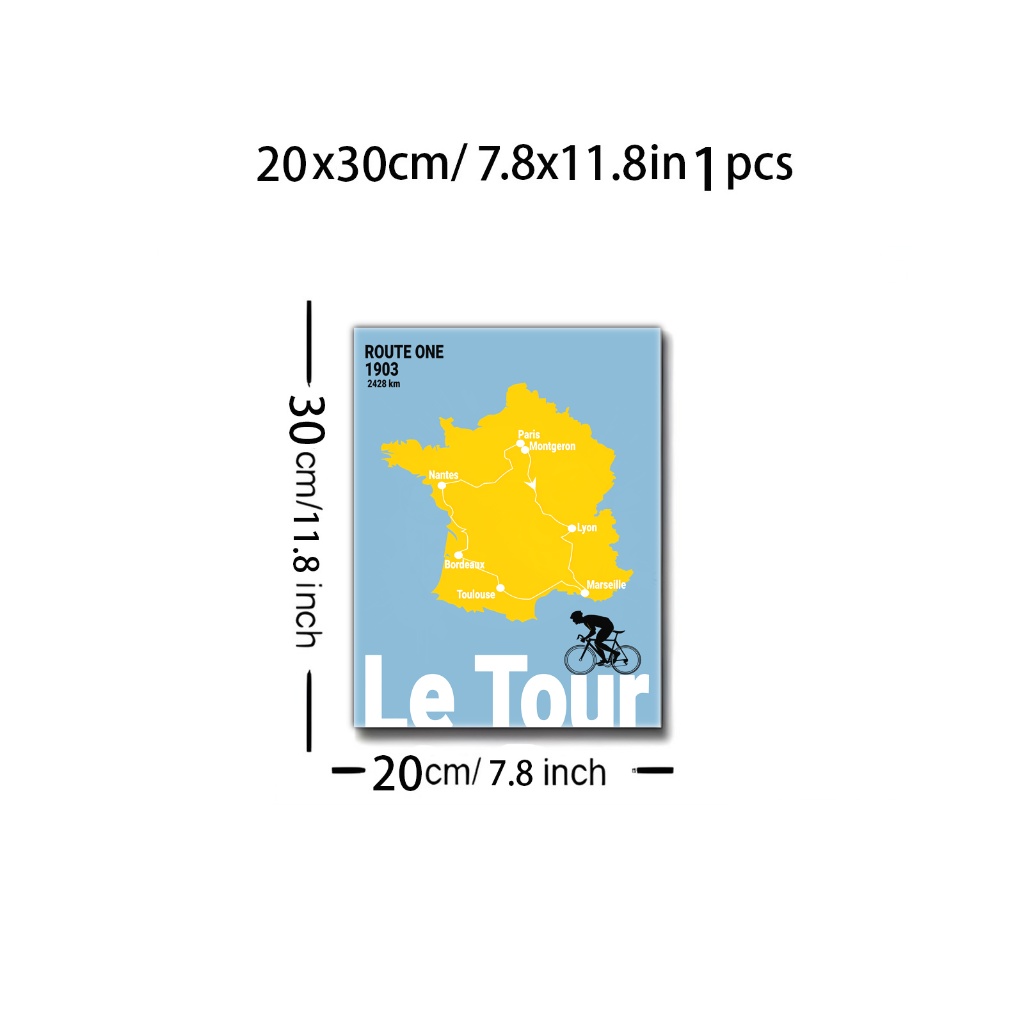 20x30cm/ 7.8x11.8in 1 pcs
ROUTE ONE
1903
2428 km
Paris
Montgeron
Nantes
Lyon
Bordeaux
Marseille
Toulouse
Le Tour
30cm/11.8 inch
20cm/ 7.8 inch